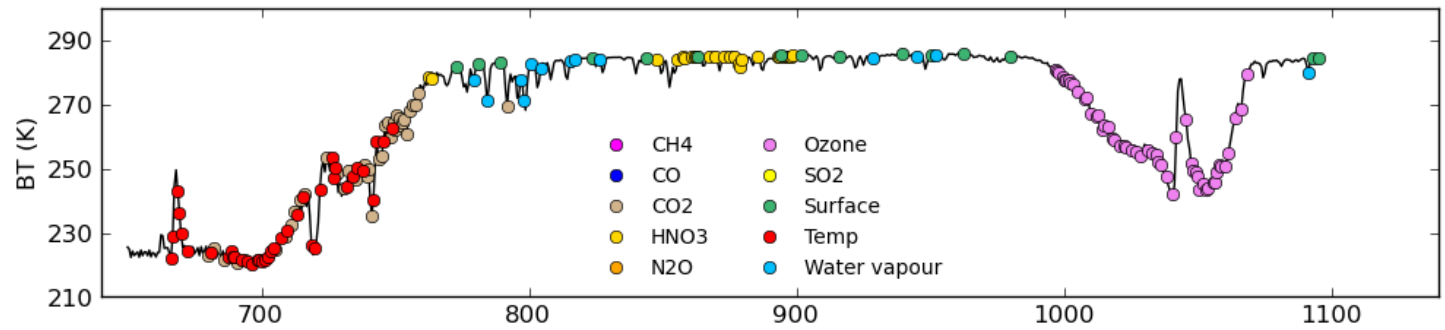 290
270
250
230
210
BT (K)
CH4
CO
CO2
HNO3
N2O
Ozone
SO2
Surface
Temp
Water vapour
700
800
900
1000
1100